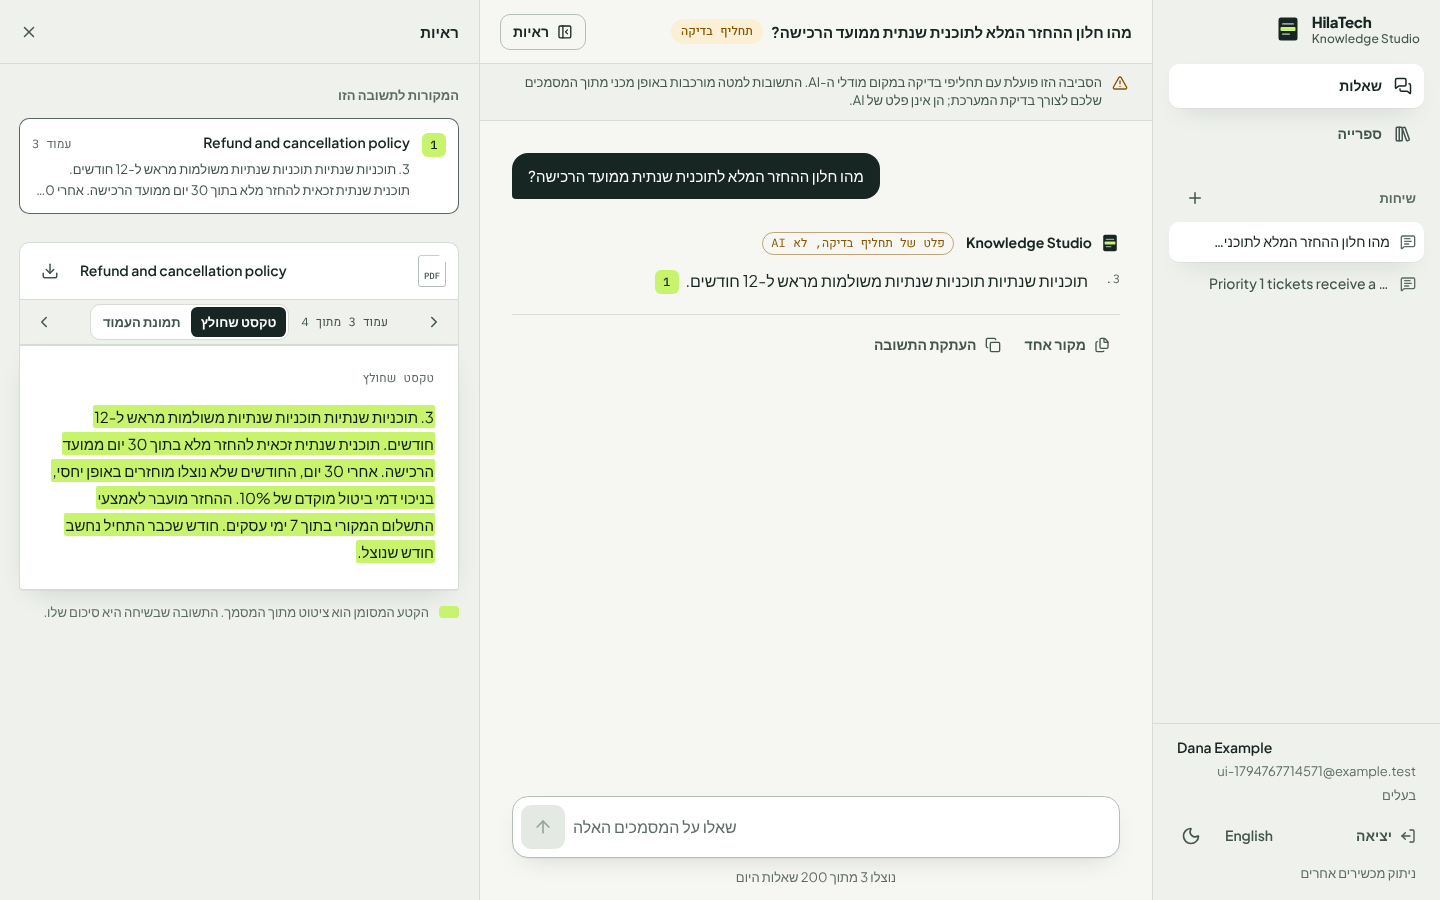 HilaTech
Knowledge Studio
שאלות
ספרייה
שיחות
מהו חלון ההחזר המלא לתוכני...
Priority 1 tickets receive a ...
Dana Example
ui-1794767714571@example.test
בעלים
יציאה
English
ניתוק מכשירים אחרים
מהו חלון ההחזר המלא לתוכנית שנתית ממועד הרכישה?
תחליף בדיקה
ראיות
הסביבה הזו פועלת עם תחליפי בדיקה במקום מודלי ה-AI. התשובות למטה מורכבות באופן מכני מתוך המסמכים
שלכם לצורך בדיקת המערכת; הן אינן פלט של AI.
מהו חלון ההחזר המלא לתוכנית שנתית ממועד הרכישה?
Knowledge Studio
פלט של תחליף בדיקה, לא AI
3. תוכניות שנתיות תוכניות שנתיות משולמות מראש ל-12 חודשים. 1
מקור אחד
העתקת התשובה
שאלו על המסמכים האלה
נוצלו 3 מתוך 200 שאלות היום
ראיות
המקורות לתשובה הזו
1
Refund and cancellation policy
עמוד 3
3. תוכניות שנתיות תוכניות שנתיות משולמות מראש ל-12 חודשים.
תוכנית שנתית זכאית להחזר מלא בתוך 30 יום ממועד הרכישה. אחרי 0...
PDF
Refund and cancellation policy
עמוד 3 מתוך 4
טקסט שחולץ
תמונת העמוד
טקסט שחולץ
3. תוכניות שנתיות תוכניות שנתיות משולמות מראש ל-12
חודשים. תוכנית שנתית זכאית להחזר מלא בתוך 30 יום ממועד
הרכישה. אחרי 30 יום, החודשים שלא נוצלו מוחזרים באופן יחסי,
בניכוי דמי ביטול מוקדם של 10%. ההחזר מועבר לאמצעי
התשלום המקורי בתוך 7 ימי עסקים. חודש שכבר התחיל נחשב
חודש שנוצל.
הקטע המסומן הוא ציטוט מתוך המסמך. התשובה שבשיחה היא סיכום שלו.